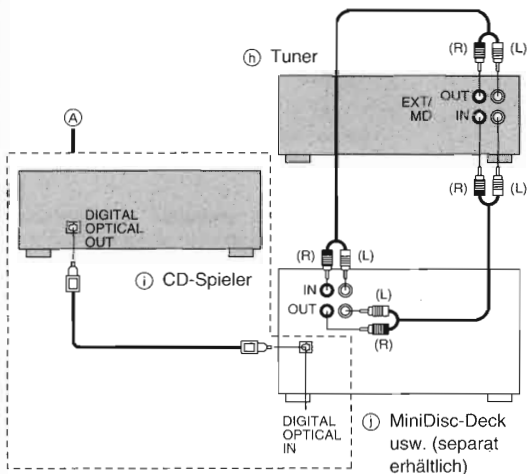 (R) (L)
ⓗ Tuner
EXT/
MD
OUT
IN
Ⓐ
(R) (L)
DIGITAL
OPTICAL
OUT
ⓘ CD-Spieler
(R) (L)
IN
OUT
(L)
(R)
DIGITAL
OPTICAL
IN
ⓙ MiniDisc-Deck
usw. (separat
erhältlich)